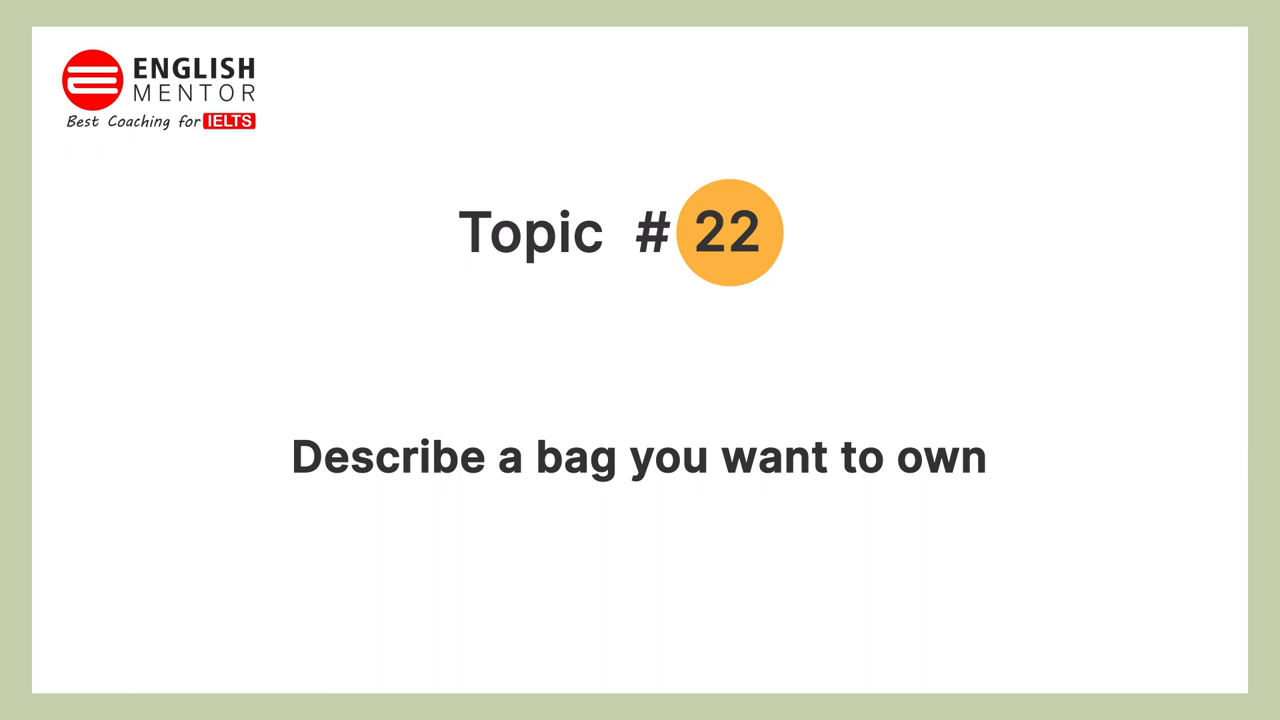 ENGLISH
MENTOR
Best Coaching for IELTS
Topic # 22
Describe a bag you want to own